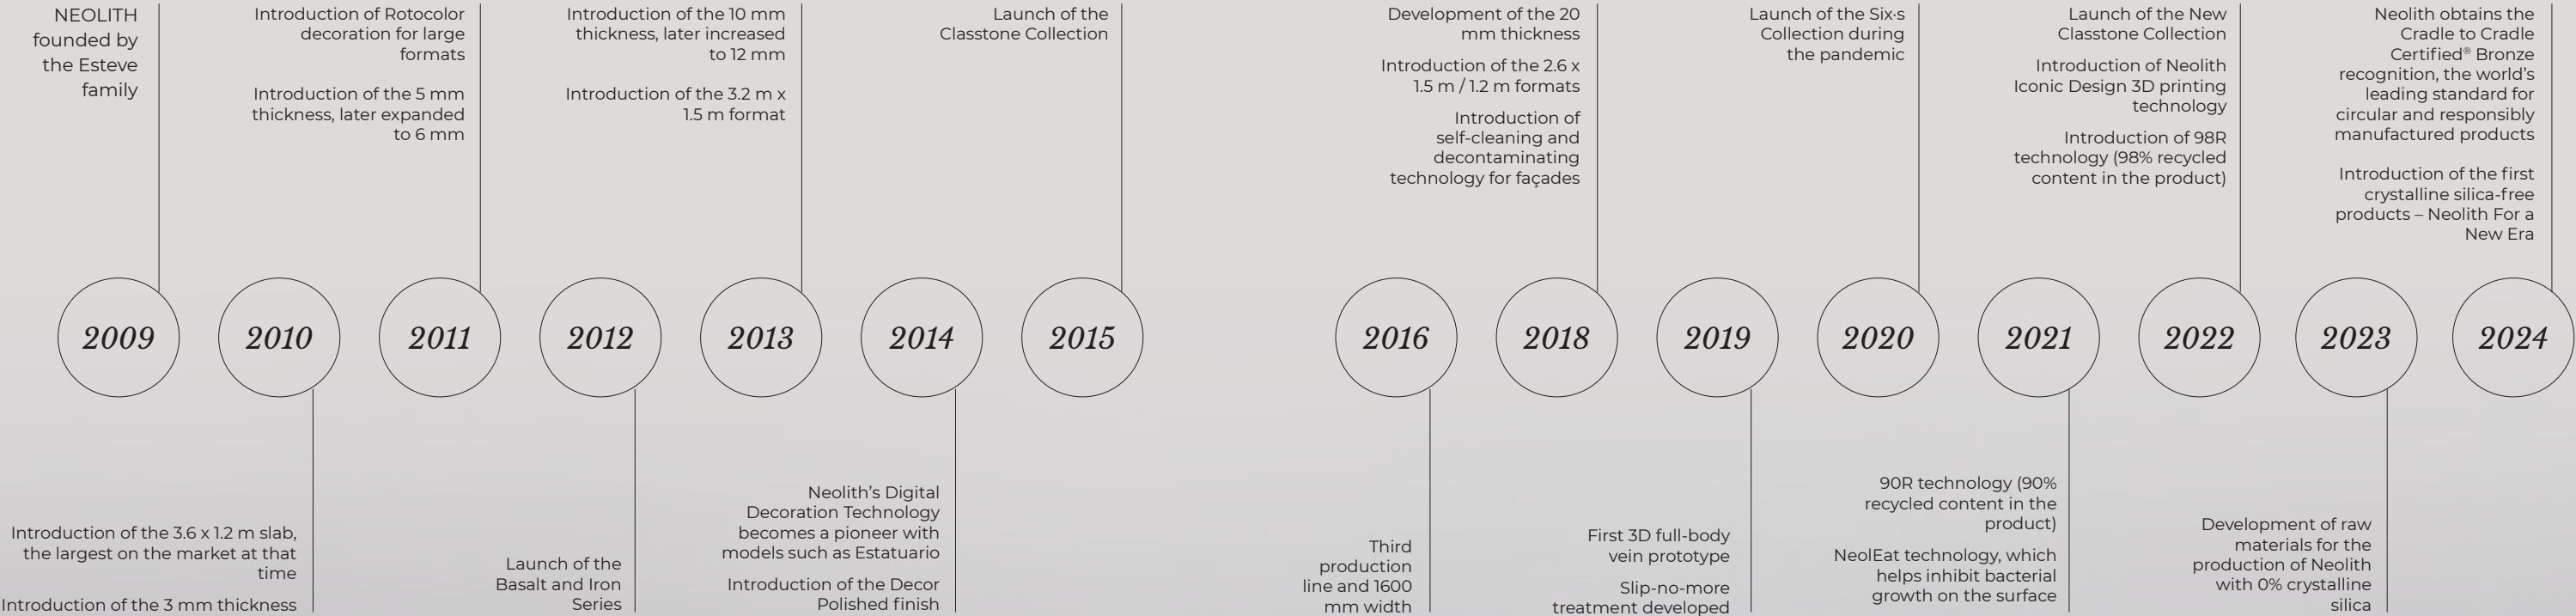 NEOLITH
founded by
the Esteve
family
Introduction of Rotocolor
decoration for large
formats
Introduction of the 5 mm
thickness, later expanded
to 6 mm
Introduction of the 10 mm
thickness, later increased
to 12 mm
Introduction of the 3.2 m x
1.5 m format
Launch of the
Classtone Collection
Development of the 20
mm thickness
Introduction of the 2.6 x
1.5 m / 1.2 m formats
Introduction of
self-cleaning and
decontaminating
technology for façades
Launch of the Six·s
Collection during
the pandemic
Launch of the New
Classtone Collection
Introduction of Neolith
Iconic Design 3D printing
technology
Introduction of 98R
technology (98% recycled
content in the product)
Neolith obtains the
Cradle to Cradle
Certified® Bronze
recognition, the world's
leading standard for
circular and responsibly
manufactured products
Introduction of the first
crystalline silica-free
products – Neolith For a
New Era
2009
2010
2011
2012
2013
2014
2015
2016
2018
2019
2020
2021
2022
2023
2024
Introduction of the 3.6 x 1.2 m slab,
the largest on the market at that
time
Introduction of the 3 mm thickness
Launch of the
Basalt and Iron
Series
Neolith's Digital
Decoration Technology
becomes a pioneer with
models such as Estatuario
Introduction of the Decor
Polished finish
Third
production
line and 1600
mm width
First 3D full-body
vein prototype
Slip-no-more
treatment developed
90R technology (90%
recycled content in the
product)
NeolEat technology, which
helps inhibit bacterial
growth on the surface
Development of raw
materials for the
production of Neolith
with 0% crystalline
silica